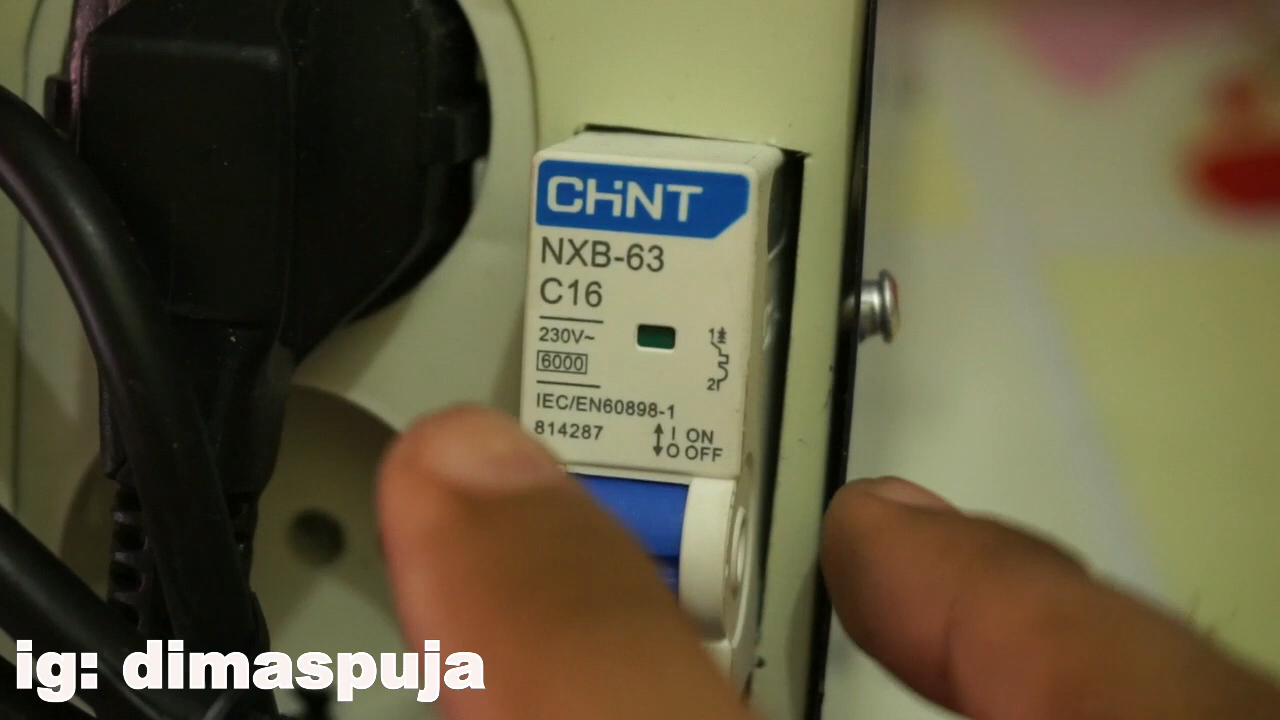 CHiNT
NXB-63
C16
230V~
6000
1
2
IEC/EN60898-1
814287
I ON
O OFF
ig: dimaspuja